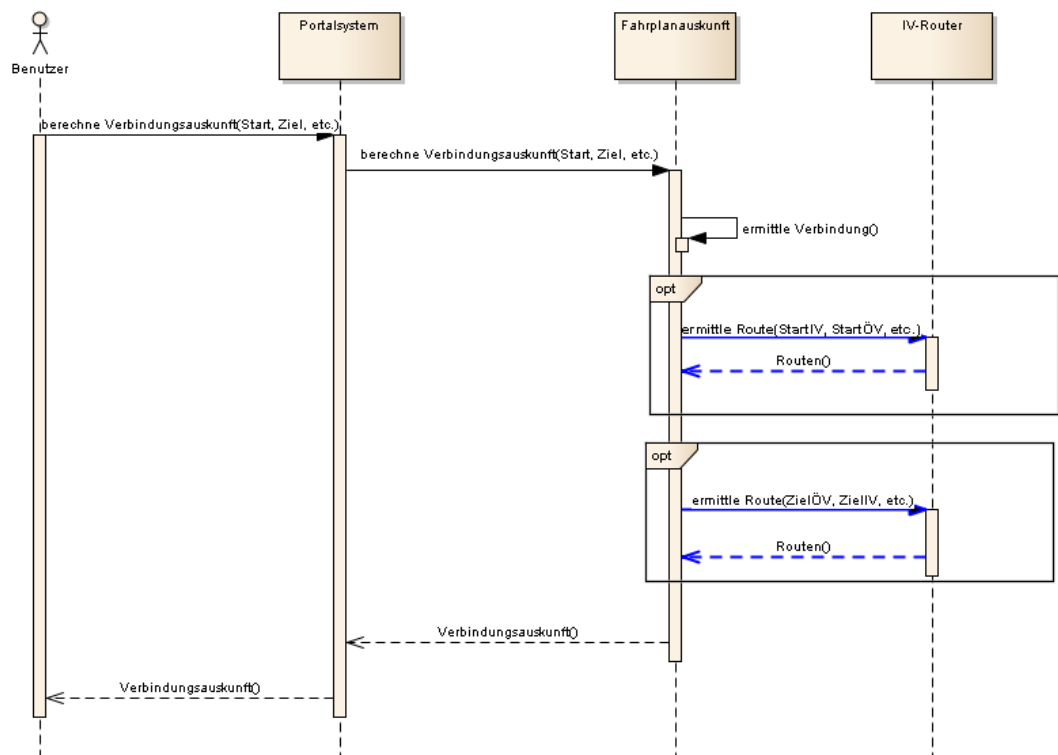 Benutzer
Portalsystem
Fahrplanauskunft
IV-Router
berechne Verbindungsauskunft(Start, Ziel, etc.)
berechne Verbindungsauskunft(Start, Ziel, etc.)
ermittle Verbindung()
opt
ermittle Route(StartIV, StartÖV, etc.)
Routen()
opt
ermittle Route(ZielÖV, ZielIV, etc.)
Routen()
Verbindungsauskunft()
Verbindungsauskunft()